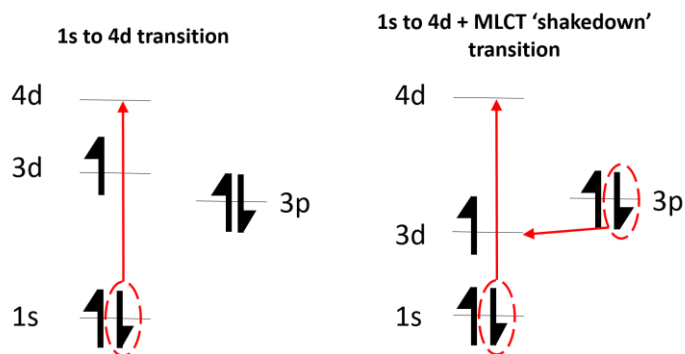 1s to 4d transition
4d
3d
3p
1s
1s to 4d + MLCT ‘shakedown’
transition
4d
3p
3d
1s